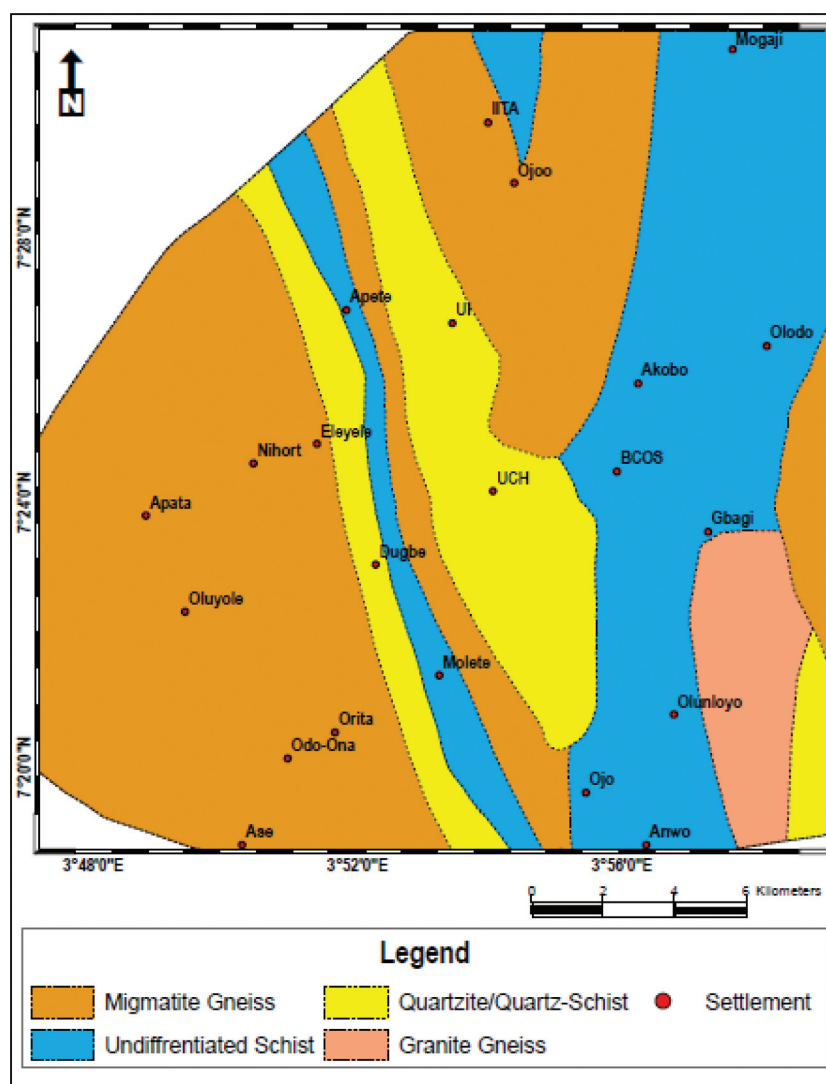 N
Mogaji
IITA
Ojoo
7°28'0"N
Apete
Olodo
Akobo
Eleyele
Nihort
BCOS
UCH
Apata
7°24'0"N
Gbagi
Dugbe
Oluyole
Molete
Olunloyo
Orita
Odo-Ona
7°20'0"N
Ojo
Ase
Anwo
3°48'0"E 3°52'0"E 3°56'0"E
0 2 4 6 Kilometers
Legend
Migmatite Gneiss Quartzite/Quartz-Schist Settlement
Undiffrentiated Schist Granite Gneiss